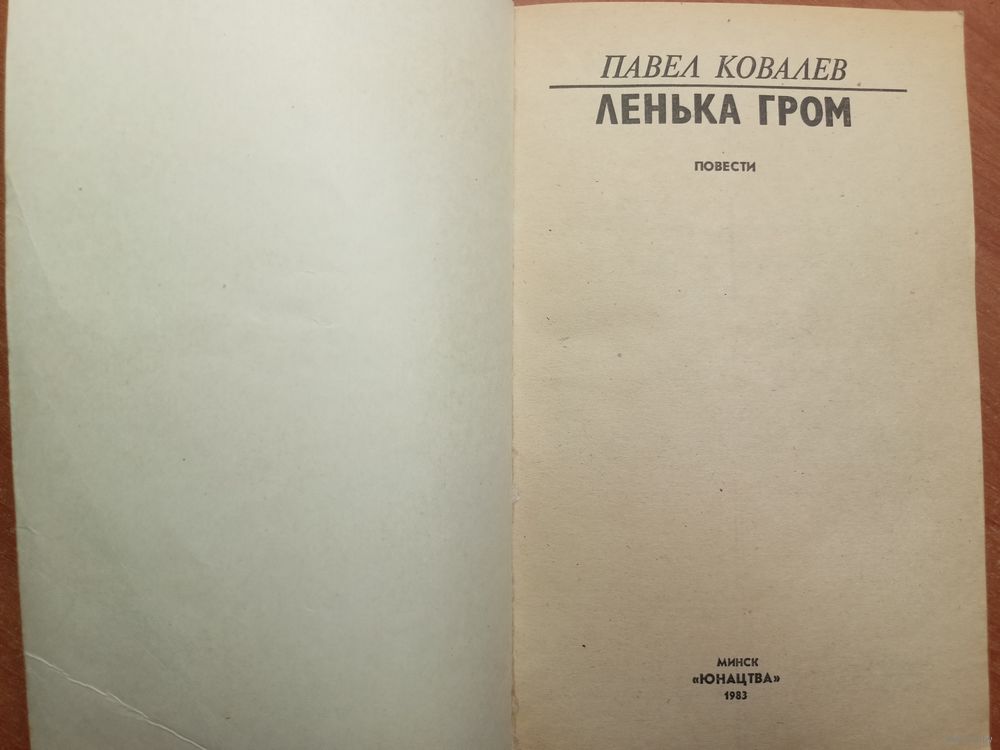 ПАВЕЛ КОВАЛЕВ
ЛЕНЬКА ГРОМ
ПОВЕСТИ
МИНСК
«ЮНАЦТВА»
1983